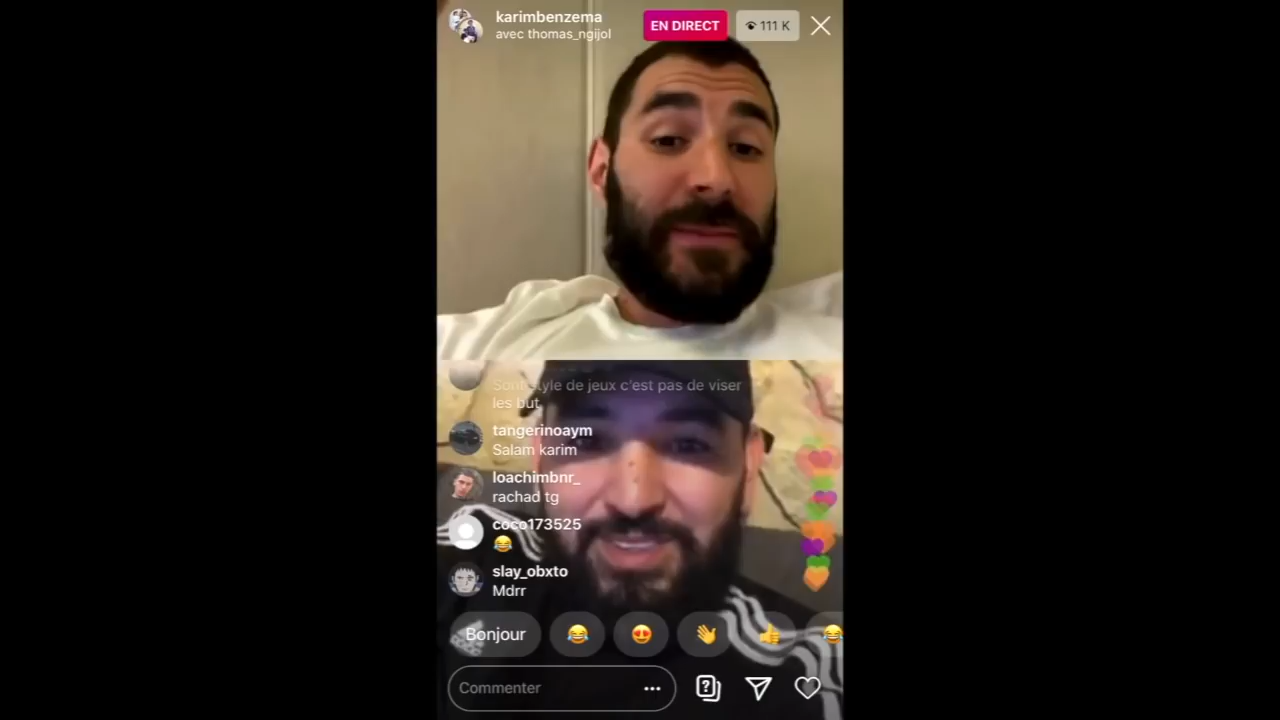 karimbenzema
avec thomas_ngijol
EN DIRECT
111 K
Sont style de jeux c'est pas de viser
les but
tangerinoaym
Salam karim
loachimbnr_
rachad tg
coco173525
😂
slay_obxto
Mdrr
Bonjour
Commenter